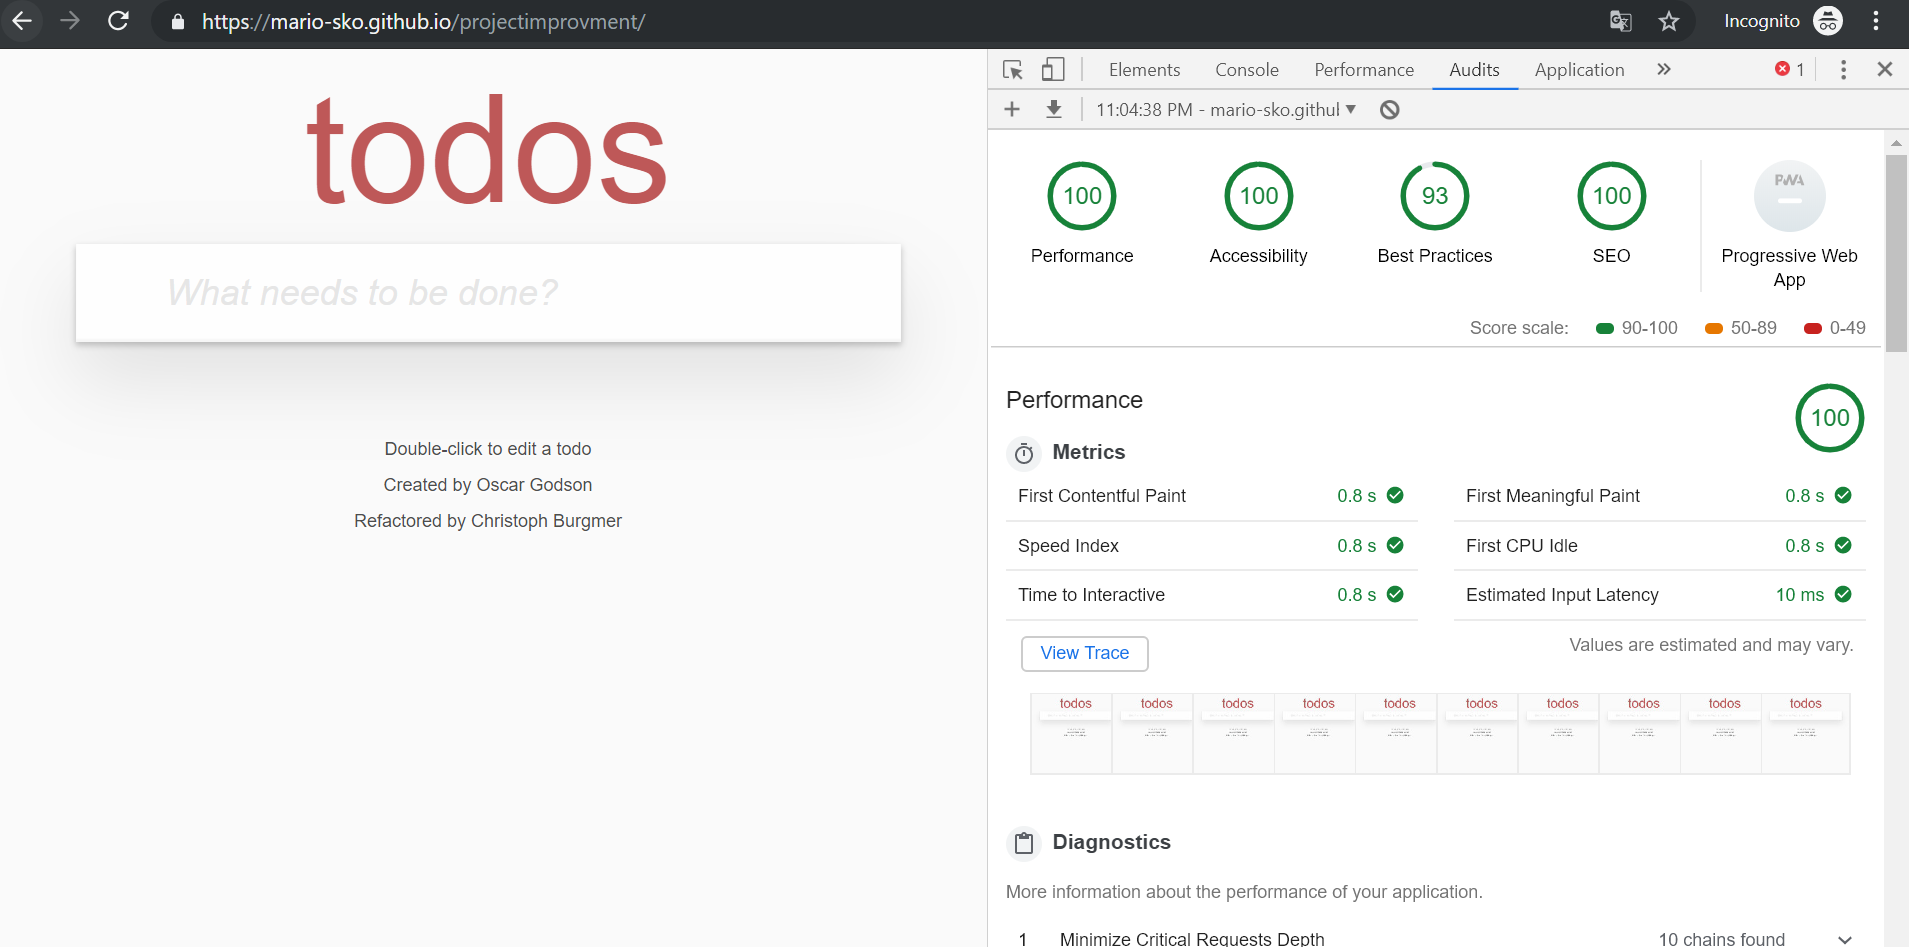 https://mario-sko.github.io/projectimprovment/
Incognito
todos
What needs to be done?
Double-click to edit a todo
Created by Oscar Godson
Refactored by Christoph Burgmer
Elements Console Performance Audits Application » 1
11:04:38 PM - mario-sko.githul
100 100 93 100 PWA
Performance Accessibility Best Practices SEO Progressive Web
App
Score scale: 90-100 50-89 0-49
Performance 100
Metrics
First Contentful Paint 0.8 s First Meaningful Paint 0.8 s
Speed Index 0.8 s First CPU Idle 0.8 s
Time to Interactive 0.8 s Estimated Input Latency 10 ms
View Trace Values are estimated and may vary.
todos todos todos todos todos todos todos todos todos todos
Diagnostics
More information about the performance of your application.
1 Minimize Critical Requests Depth 10 chains found